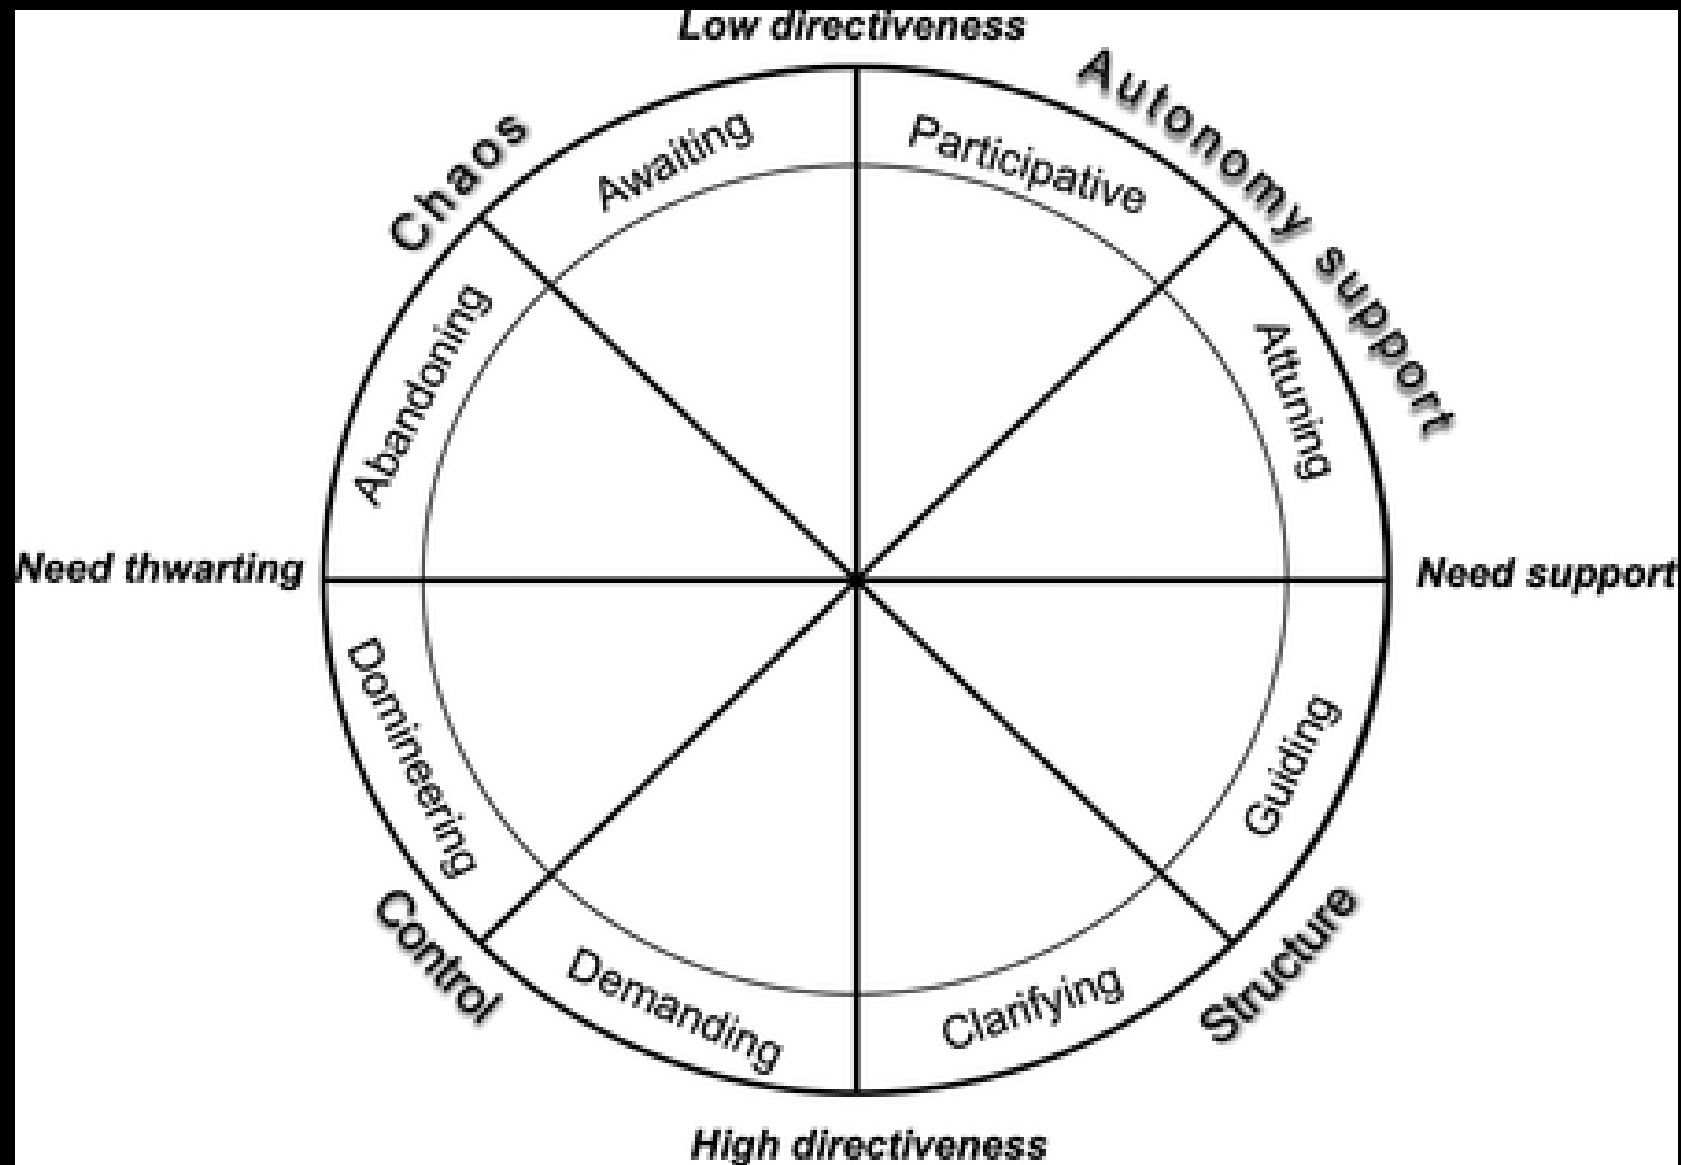 Low directiveness
Autonomy support
Chaos
Awaiting
Participative
Abandoning
Attuning
Need thwarting
Need support
Domineering
Guiding
Control
Structure
Demanding
Clarifying
High directiveness